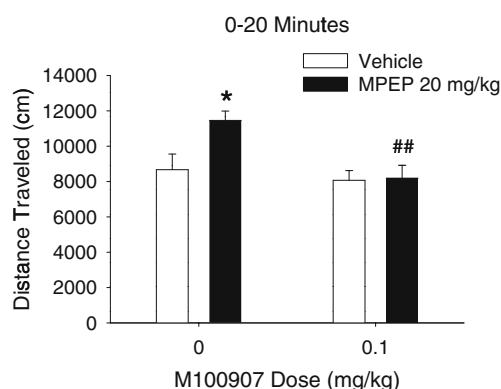 0-20 Minutes
Vehicle
MPEP 20 mg/kg
Distance Traveled (cm)
14000
12000
10000
8000
6000
4000
2000
0
*
##
0
0.1
M100907 Dose (mg/kg)